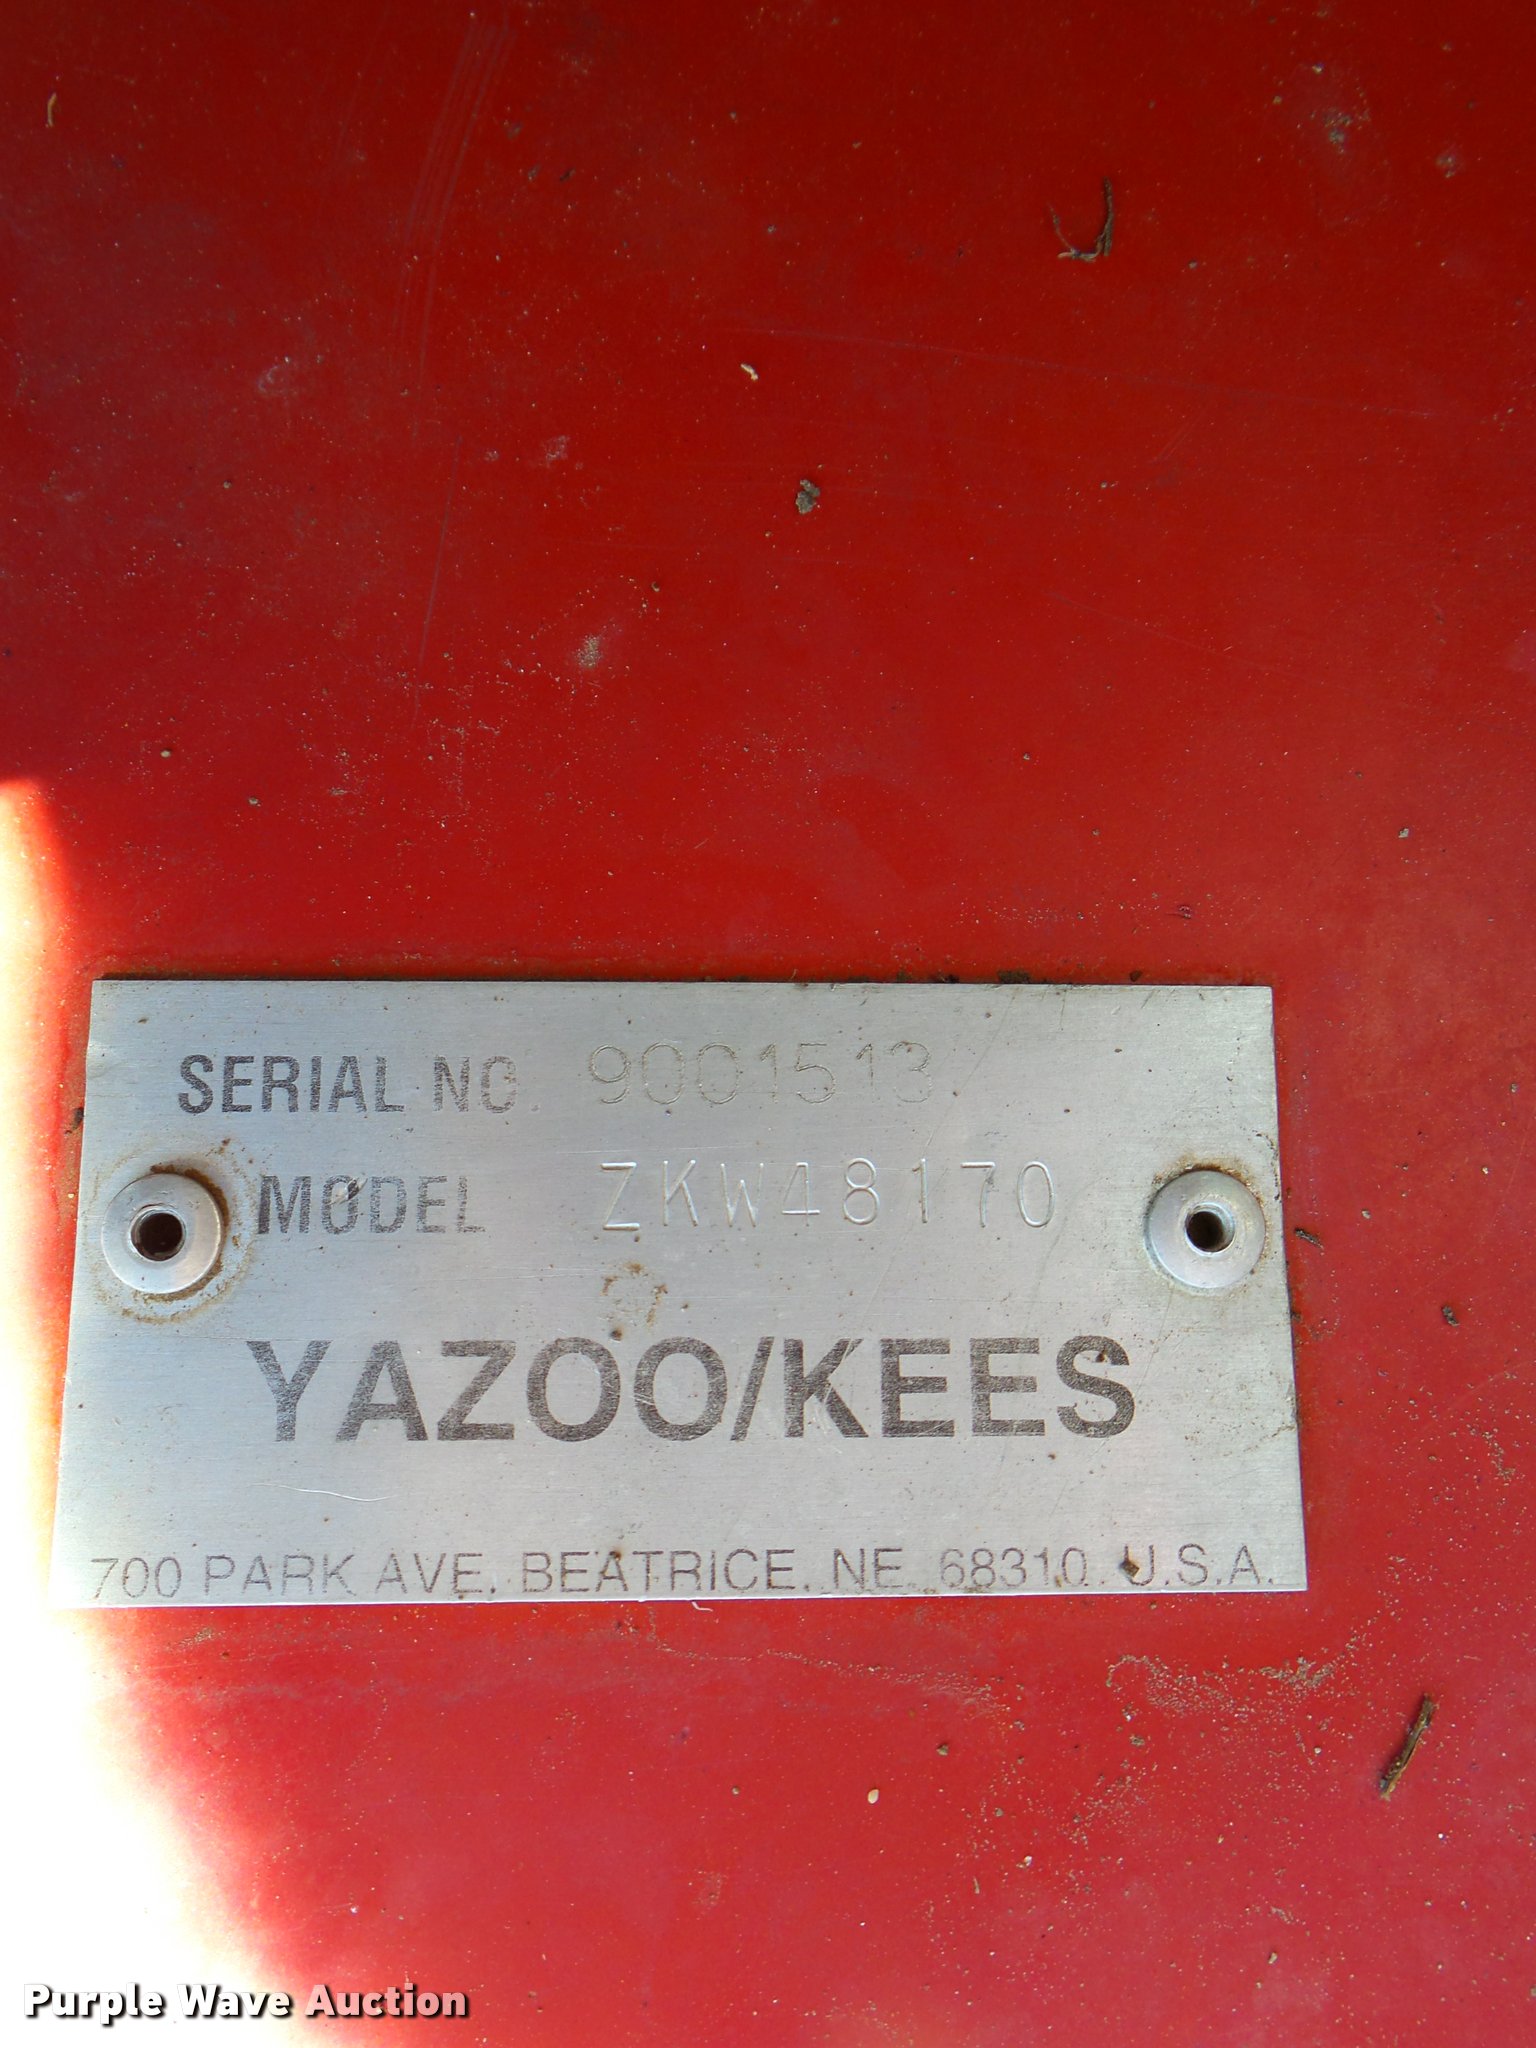 SERIAL NO. 9001513
MODEL ZKW48170
YAZOO/KEES
700 PARK AVE. BEATRICE, NE. 68310 U.S.A.
Purple Wave Auction